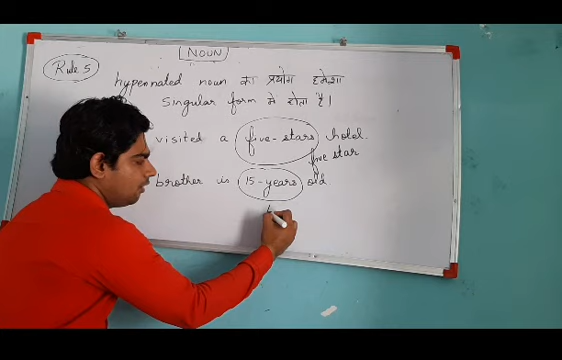 NOUN
Rule 5
hypennated noun का प्रयोग हमेशा
Singular form मे होता है।
visited a five-stars hotel.
five star
brother is 15-years old